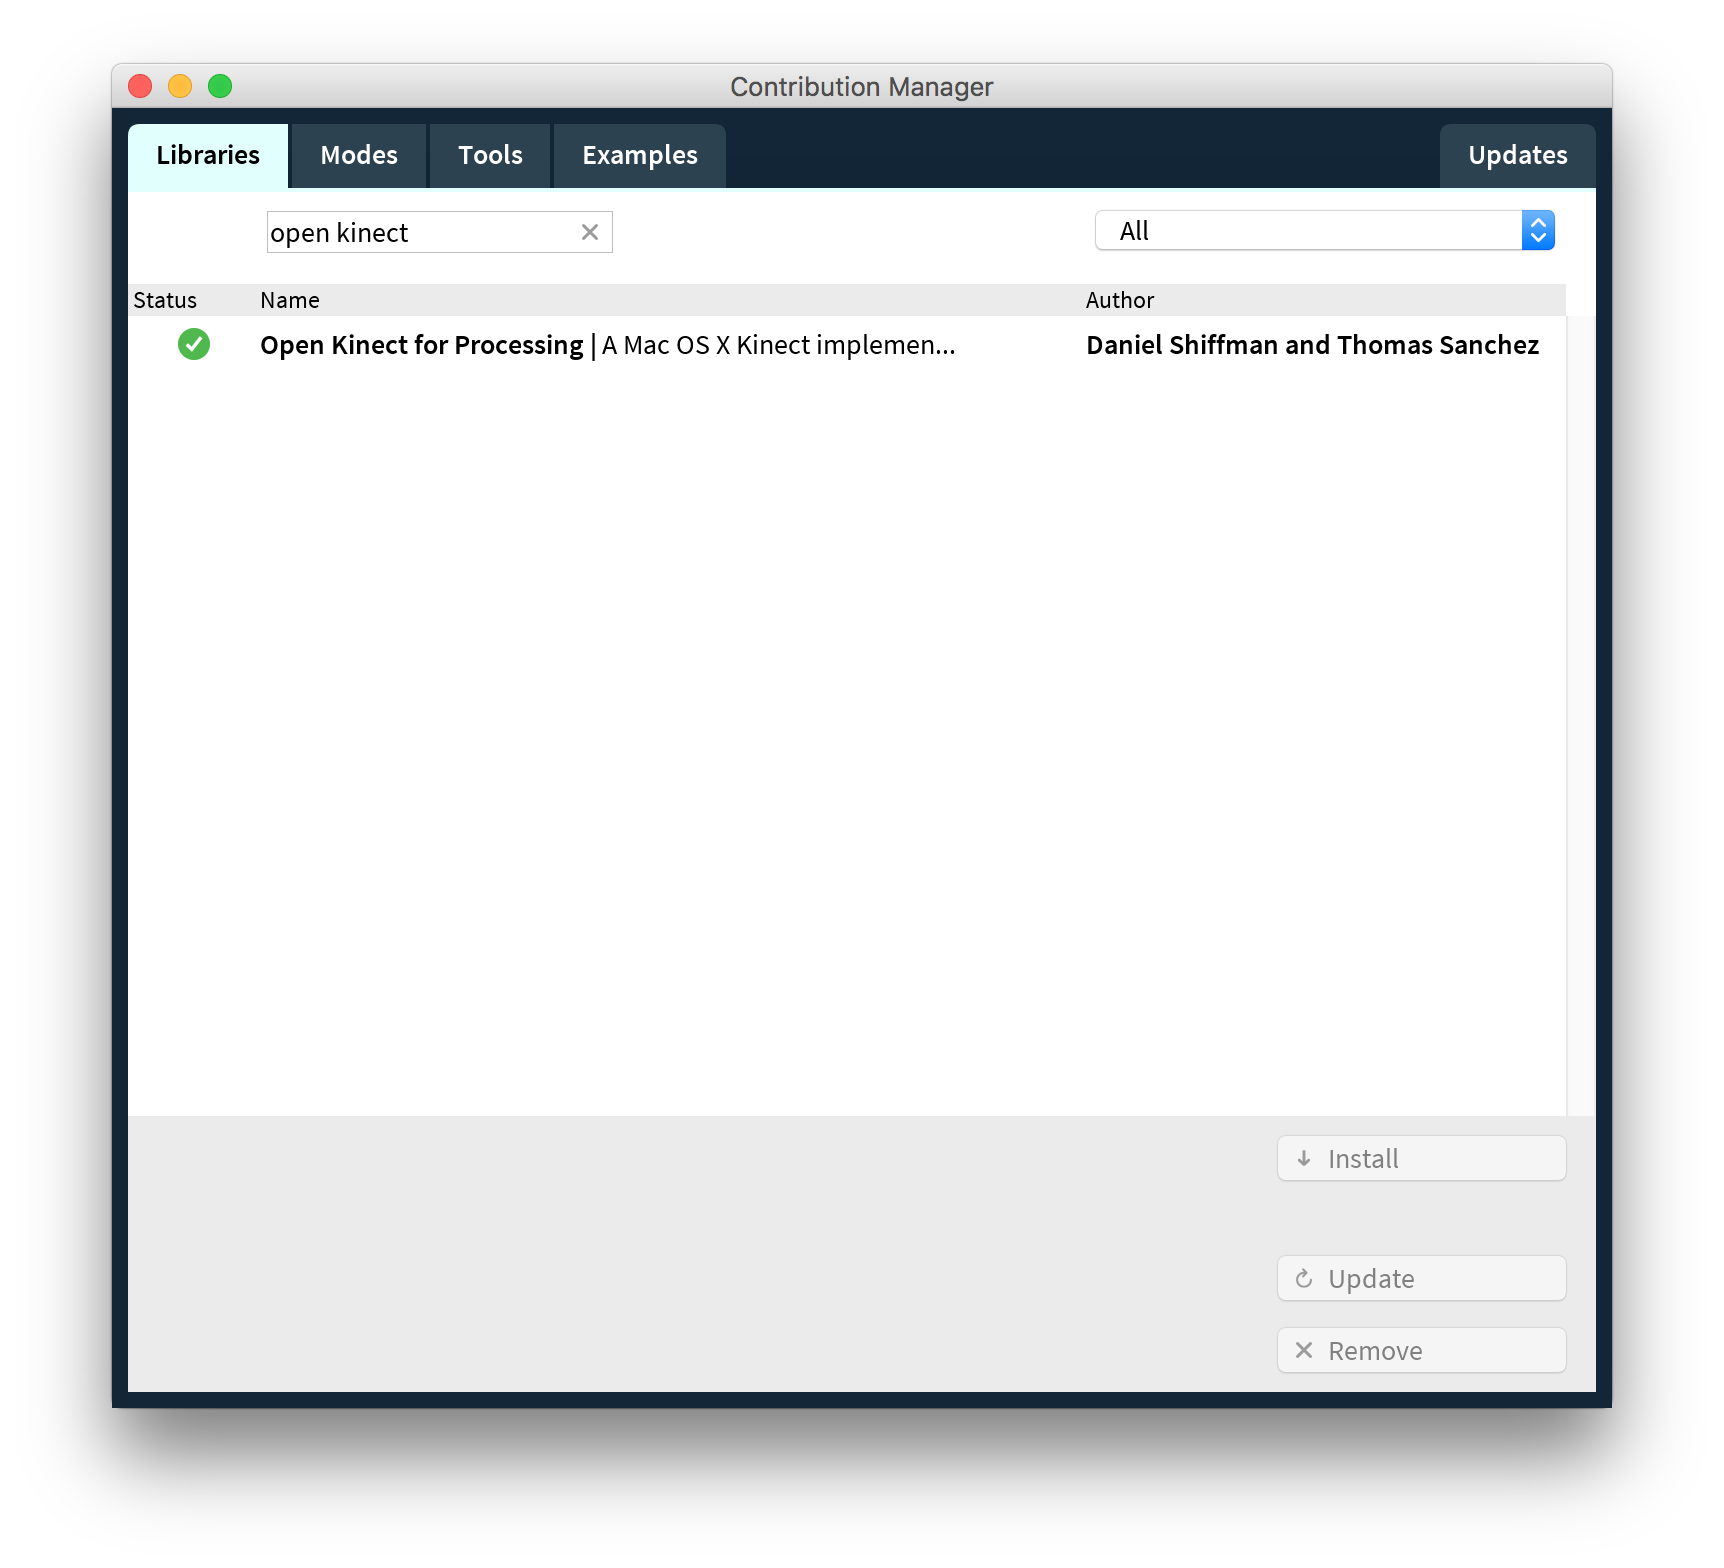 Contribution Manager
Libraries Modes Tools Examples Updates
open kinect All
Status Name Author
Open Kinect for Processing | A Mac OS X Kinect implemen... Daniel Shiffman and Thomas Sanchez
Install
Update
Remove